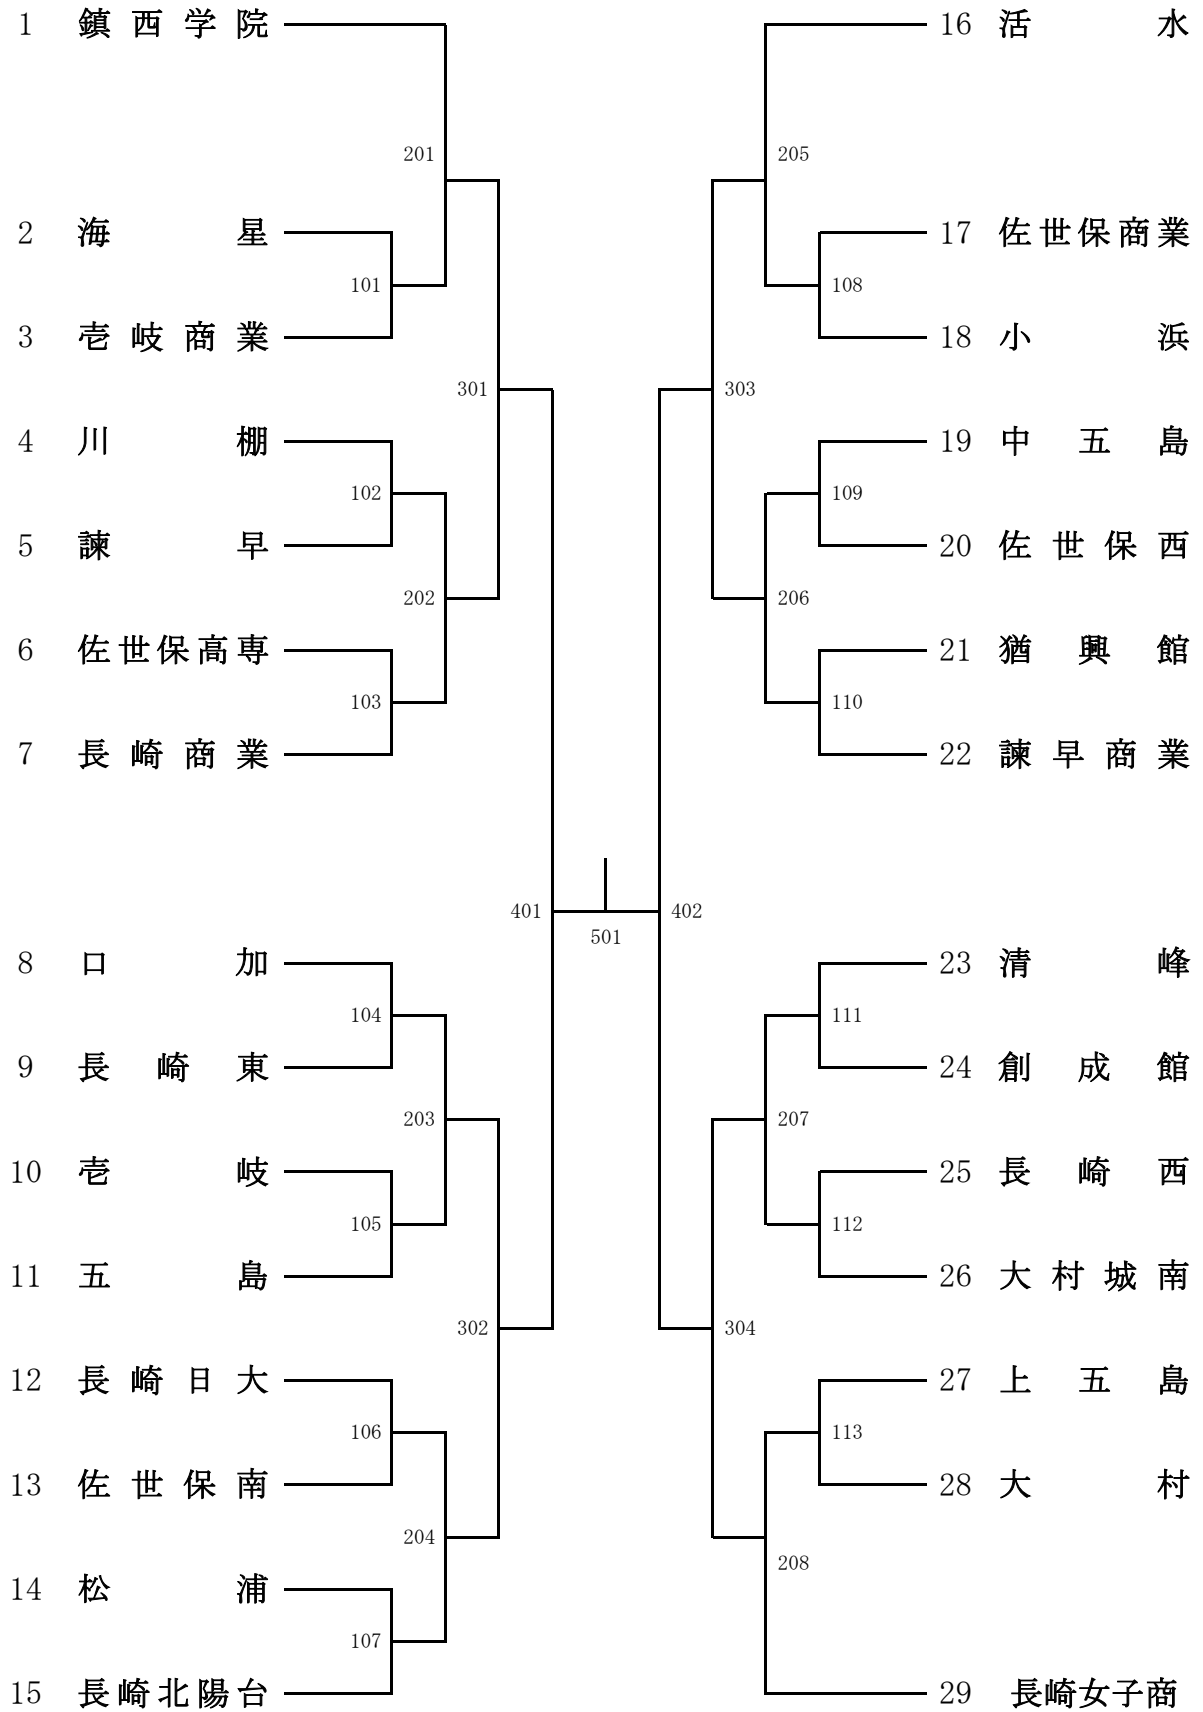 1 鎮西学院
201
2 海星
101
3 壱岐商業
301
4 川棚
102
5 諫早
202
6 佐世保高専
103
7 長崎商業
401
8 口加
104
9 長崎東
203
10 壱岐
105
11 五島
302
12 長崎日大
106
13 佐世保南
204
14 松浦
107
15 長崎北陽台
501
16 活水
205
17 佐世保商業
108
18 小浜
303
19 中五島
109
20 佐世保西
206
21 猶興館
110
22 諫早商業
402
23 清峰
111
24 創成館
207
25 長崎西
112
26 大村城南
304
27 上五島
113
28 大村
208
29 長崎女子商